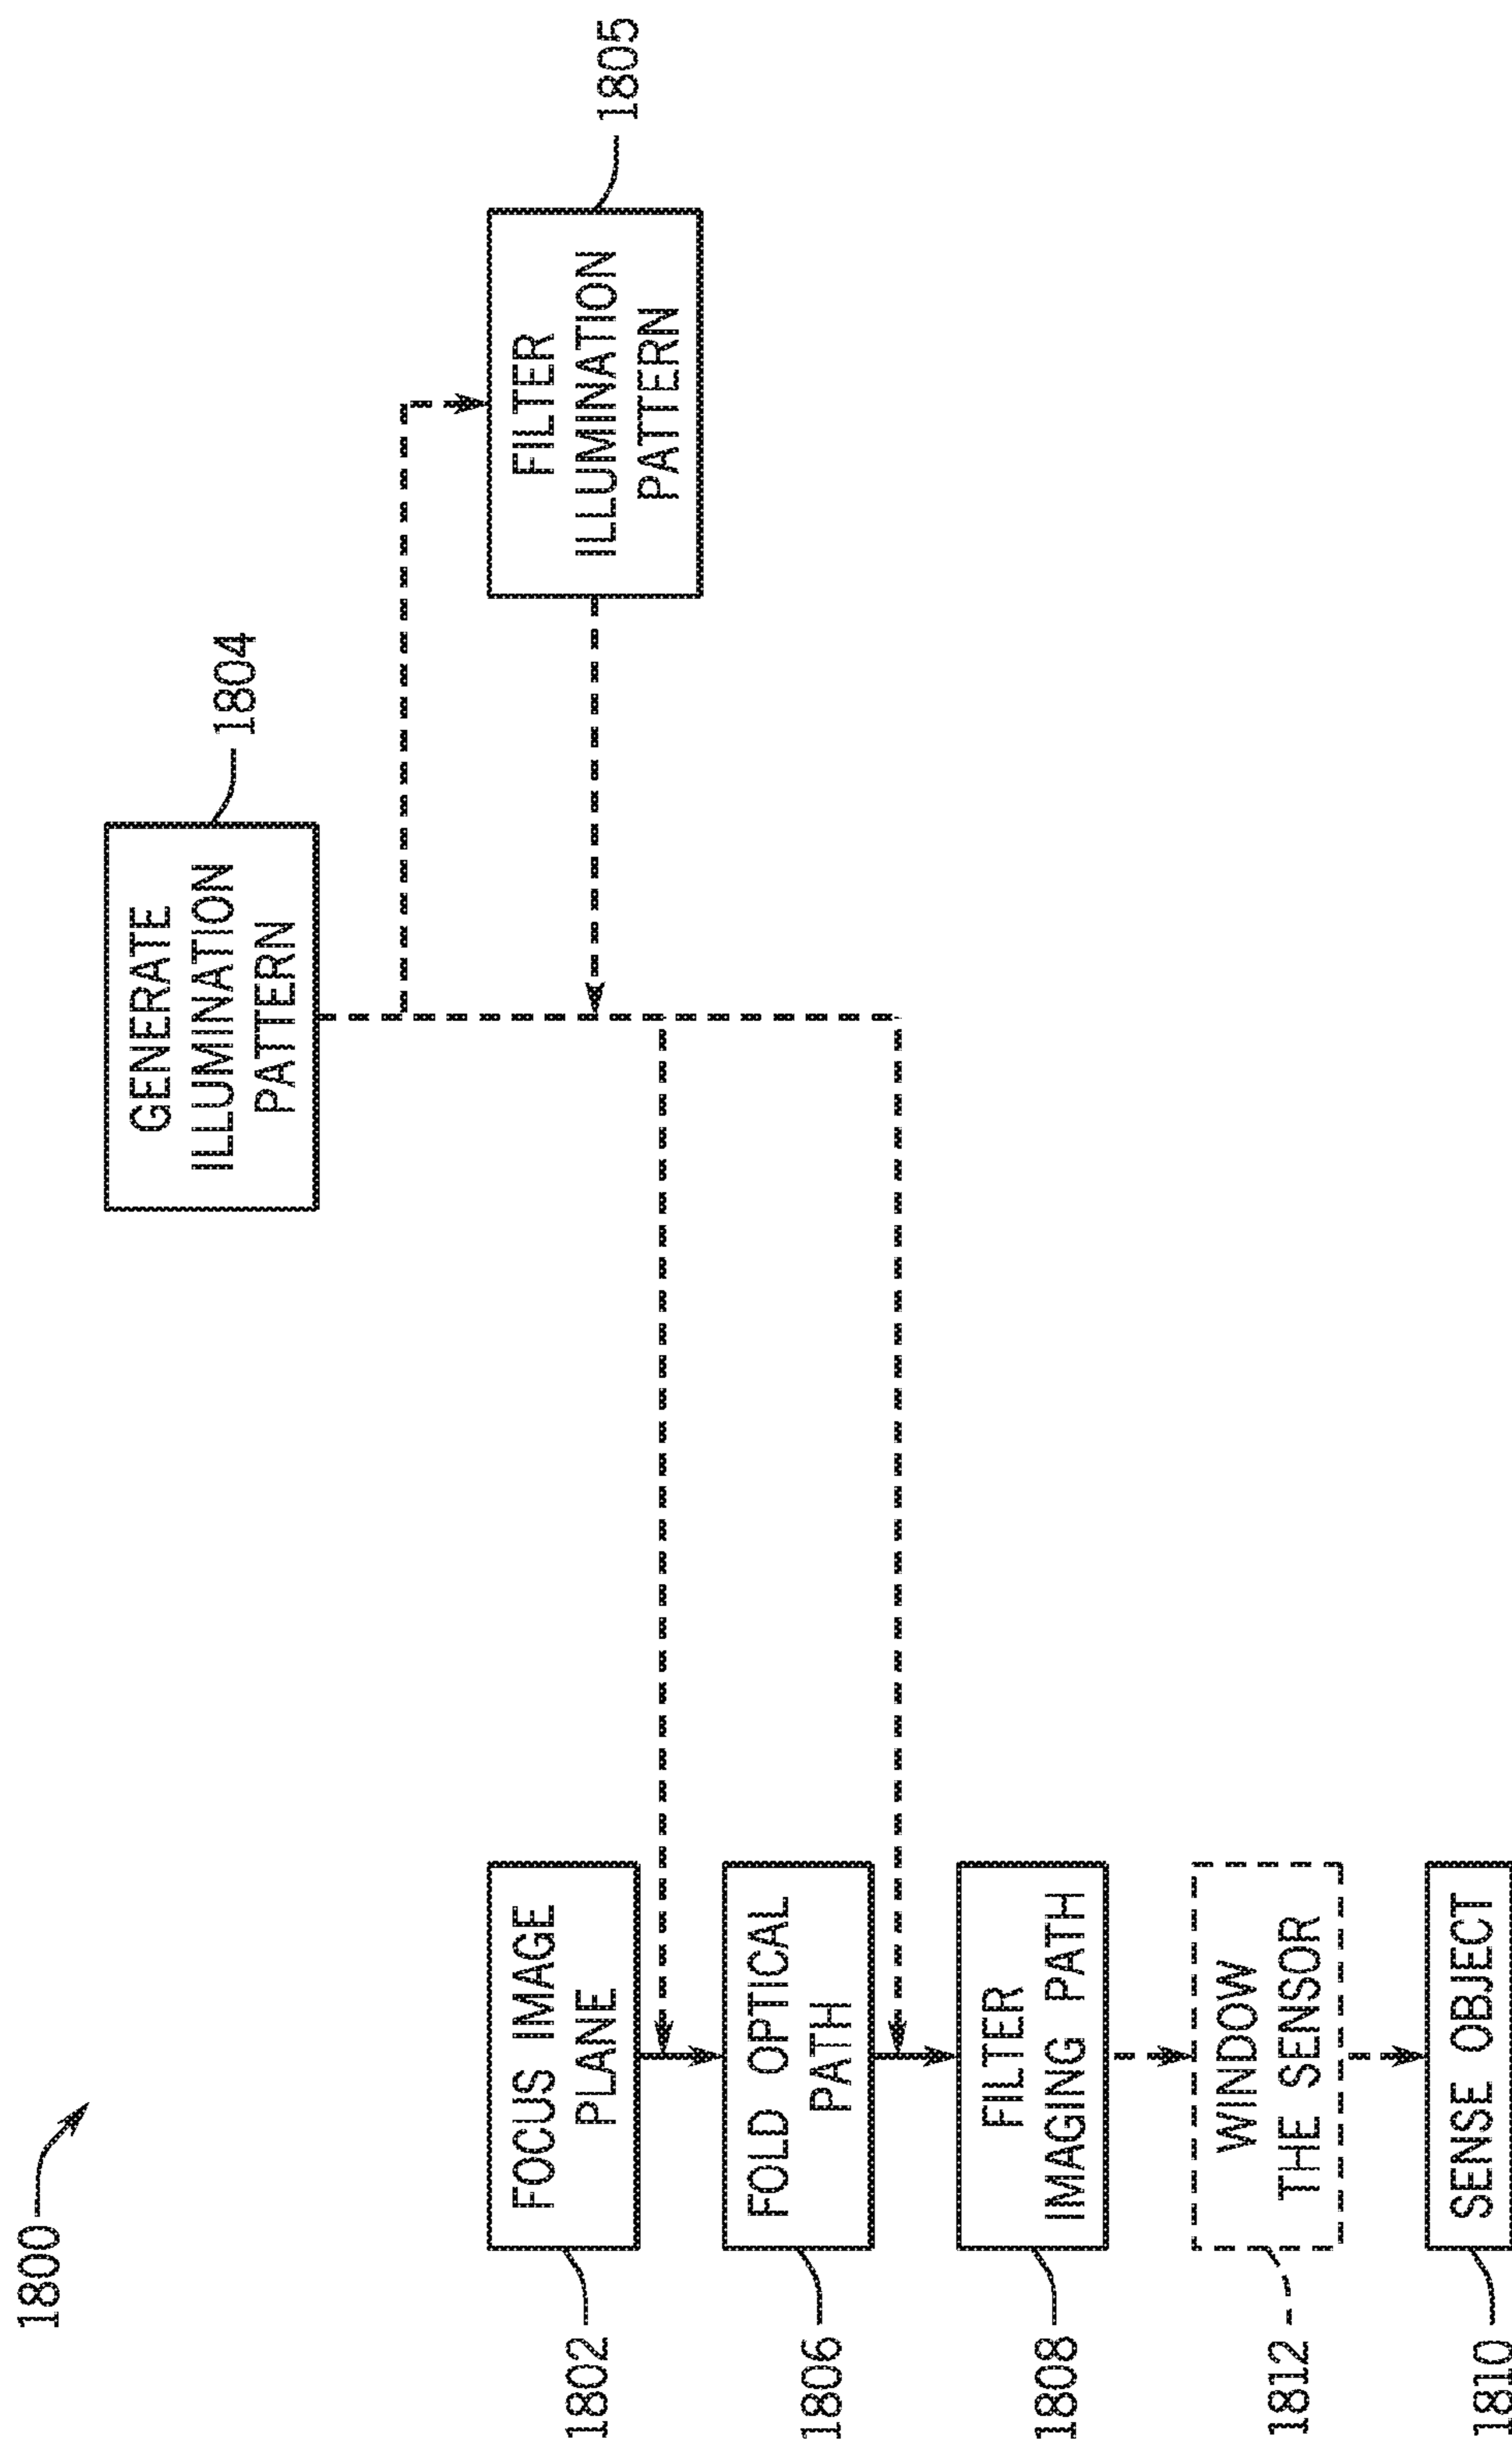 1800
GENERATE
ILLUMINATION
PATTERN
1804
FILTER
ILLUMINATION
PATTERN
1805
1802
FOCUS IMAGE
PLANE
1806
FOLD OPTICAL
PATH
1808
FILTER
IMAGING PATH
1812
WINDOW
THE SENSOR
1810
SENSE OBJECT